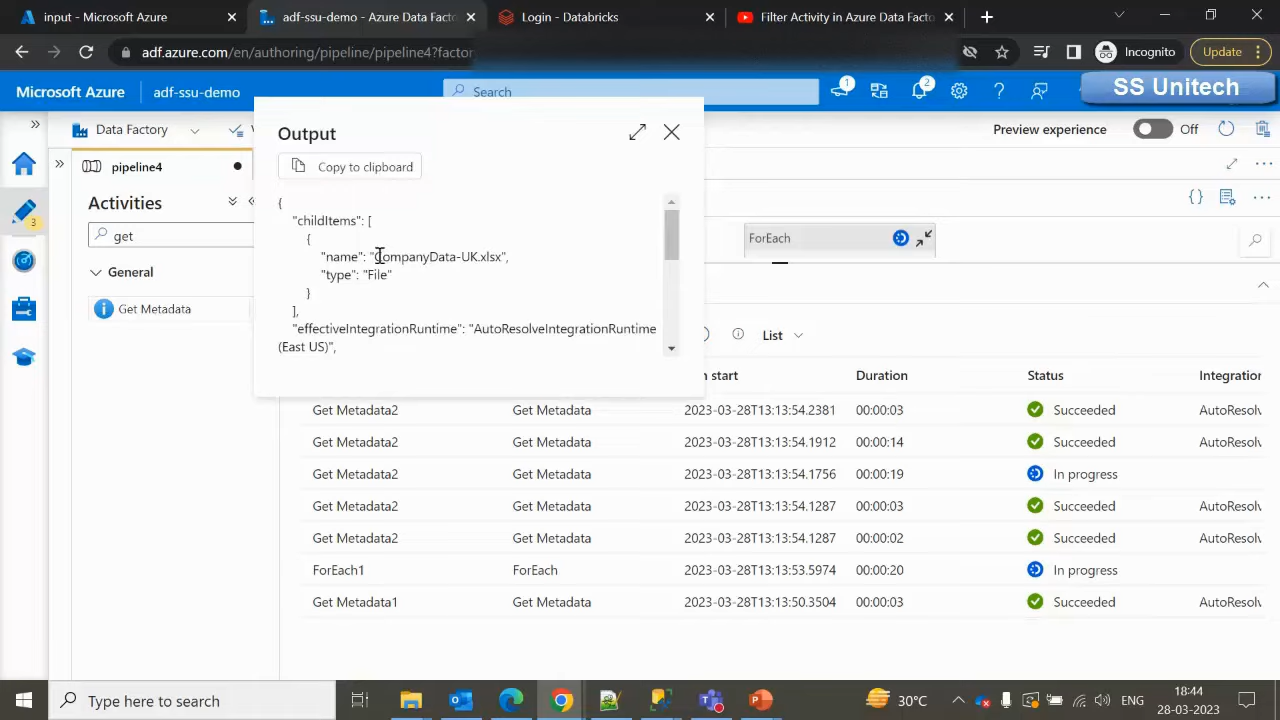 input - Microsoft Azure
adf-ssu-demo - Azure Data Factory
Login - Databricks
Filter Activity in Azure Data Facto
adf.azure.com/en/authoring/pipeline/pipeline4?factor
Incognito
Update
Microsoft Azure
adf-ssu-demo
Search
1
2
SS Unitech
Data Factory
Preview experience
Off
pipeline4
Activities
get
General
Get Metadata
3
Output
Copy to clipboard
{
"childItems": [
{
"name": "CompanyData-UK.xlsx",
"type": "File"
}
],
"effectiveIntegrationRuntime": "AutoResolveIntegrationRuntime
(East US)",
ForEach
List
start Duration Status Integration
Get Metadata2 Get Metadata 2023-03-28T13:13:54.2381 00:00:03 Succeeded AutoResolv
Get Metadata2 Get Metadata 2023-03-28T13:13:54.1912 00:00:14 Succeeded AutoResolv
Get Metadata2 Get Metadata 2023-03-28T13:13:54.1756 00:00:19 In progress
Get Metadata2 Get Metadata 2023-03-28T13:13:54.1287 00:00:03 Succeeded AutoResolv
Get Metadata2 Get Metadata 2023-03-28T13:13:54.1287 00:00:02 Succeeded AutoResolv
ForEach1 ForEach 2023-03-28T13:13:53.5974 00:00:20 In progress
Get Metadata1 Get Metadata 2023-03-28T13:13:50.3504 00:00:03 Succeeded AutoResolv
Type here to search
30°C
ENG
18:44
28-03-2023